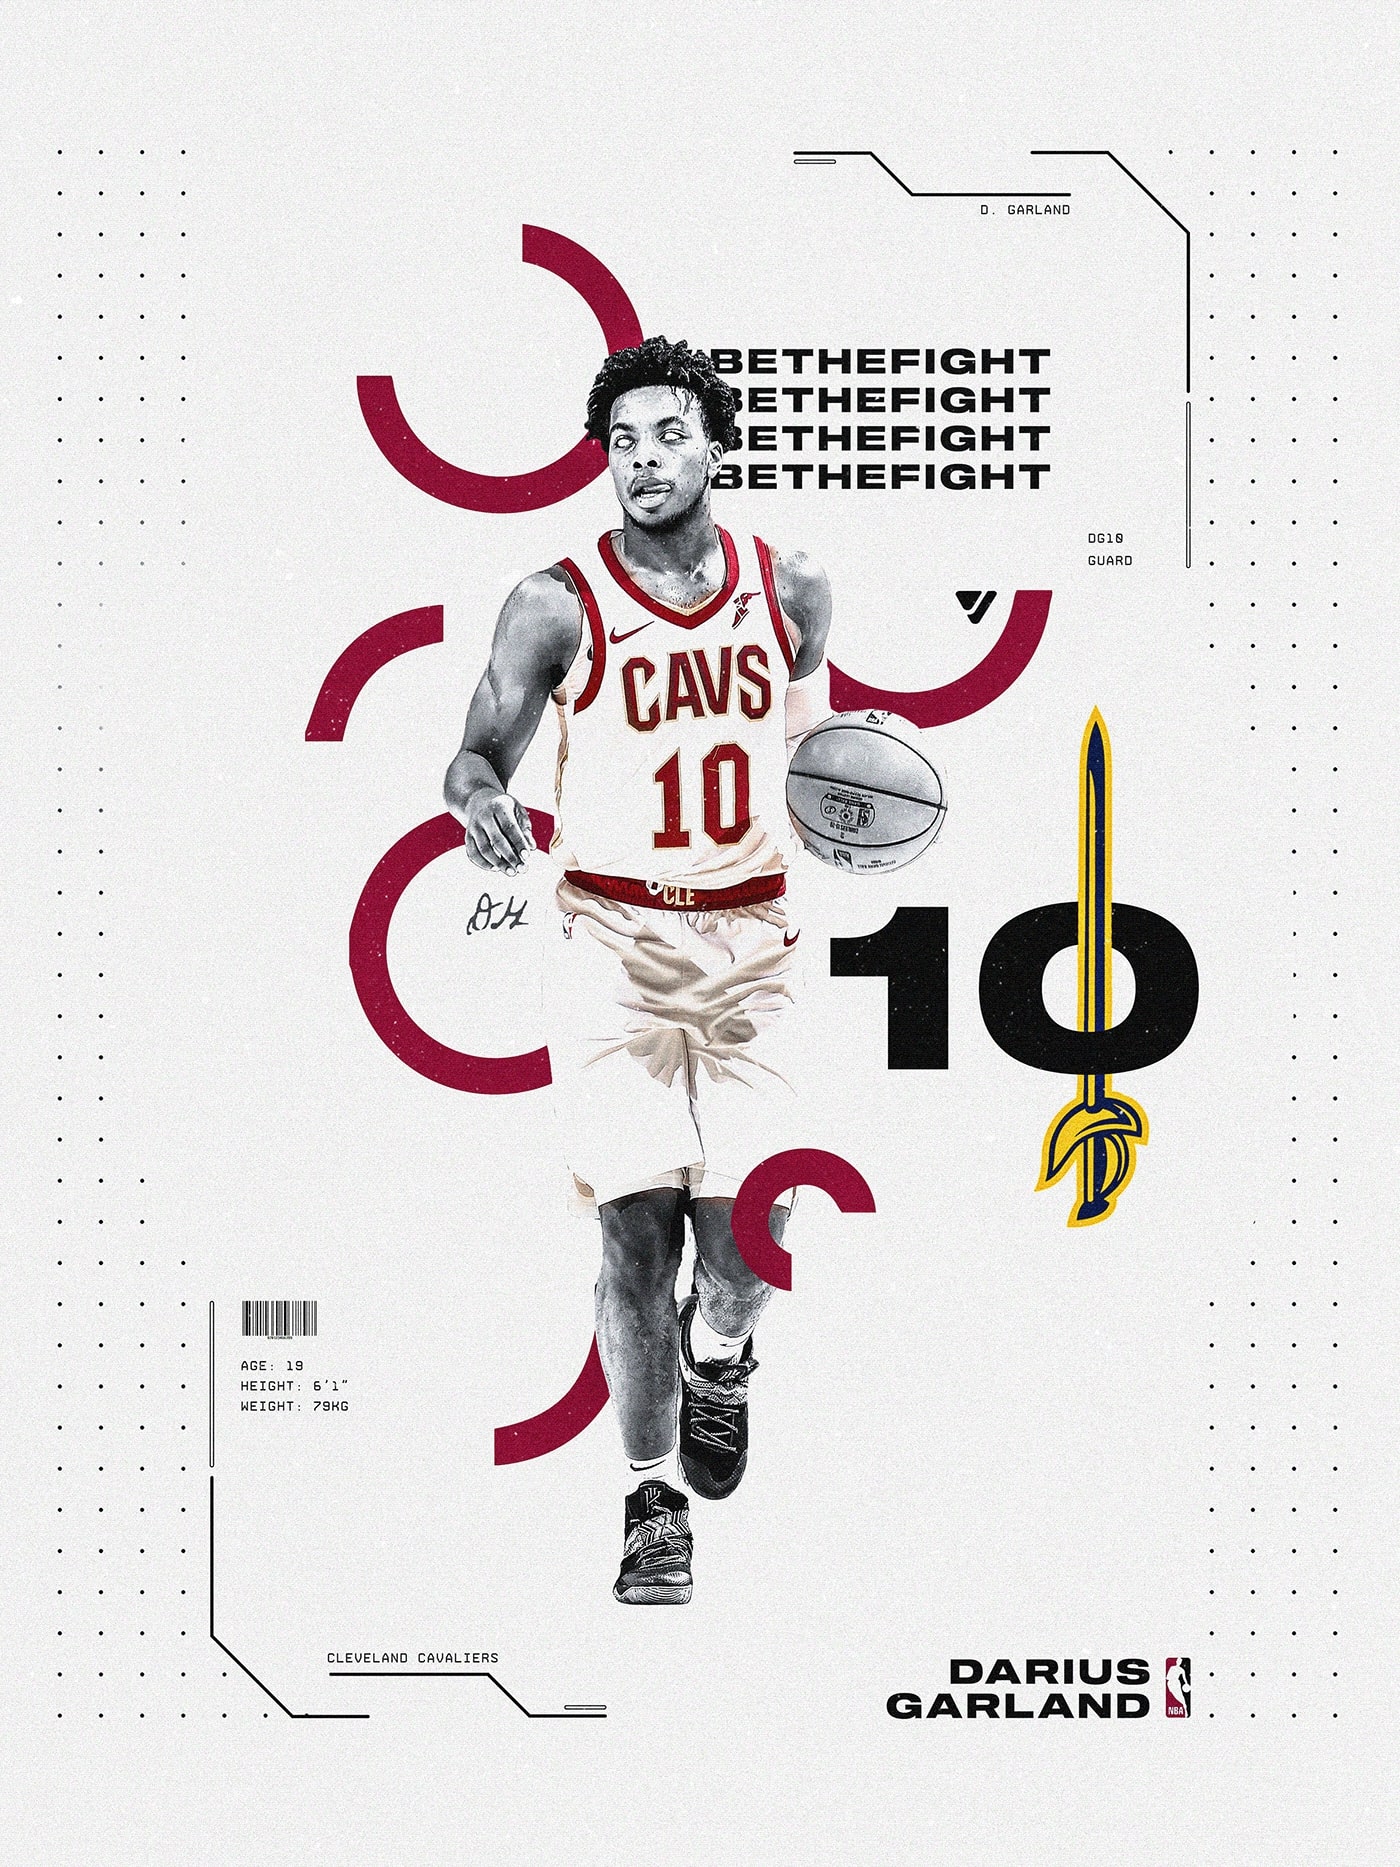 D. GARLAND
BETHEFIGHT
BETHEFIGHT
BETHEFIGHT
BETHEFIGHT
DG10
GUARD
CAVS
10
CLE
10
AGE: 19
HEIGHT: 6'1"
WEIGHT: 79KG
CLEVELAND CAVALIERS
DARIUS
GARLAND
NBA